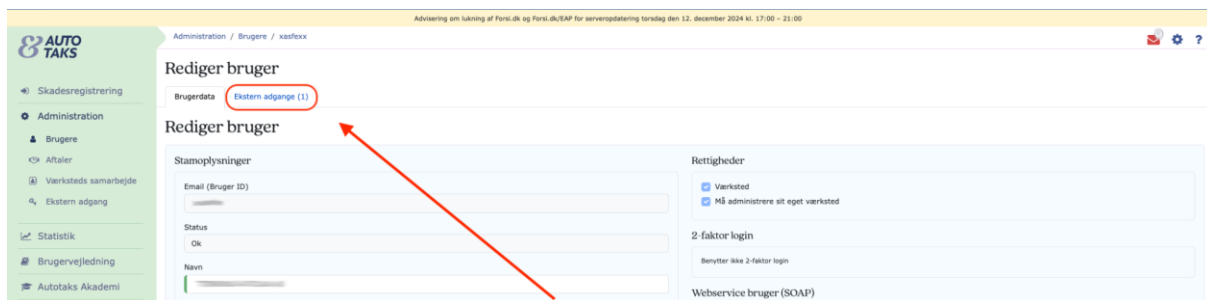 Advisering om lukning af Forsi.dk og Forsi.dk/EAP for serveropdatering torsdag den 12. december 2024 kl. 17:00 – 21:00
& AUTO
TAKS
Administration / Brugere / xasfexx
?
Rediger bruger
Skadesregistrering
Brugerdata Ekstern adgange (1)
Administration
Rediger bruger
Brugere
Aftaler
Stamoplysninger
Rettigheder
Værksteds samarbejde
Email (Bruger ID)
Værksted
Ekstern adgang
Må administrere sit eget værksted
Status
Statistik
Ok
2-faktor login
Brugervejledning
Navn
Benytter ikke 2-faktor login
Autotaks Akademi
Webservice bruger (SOAP)